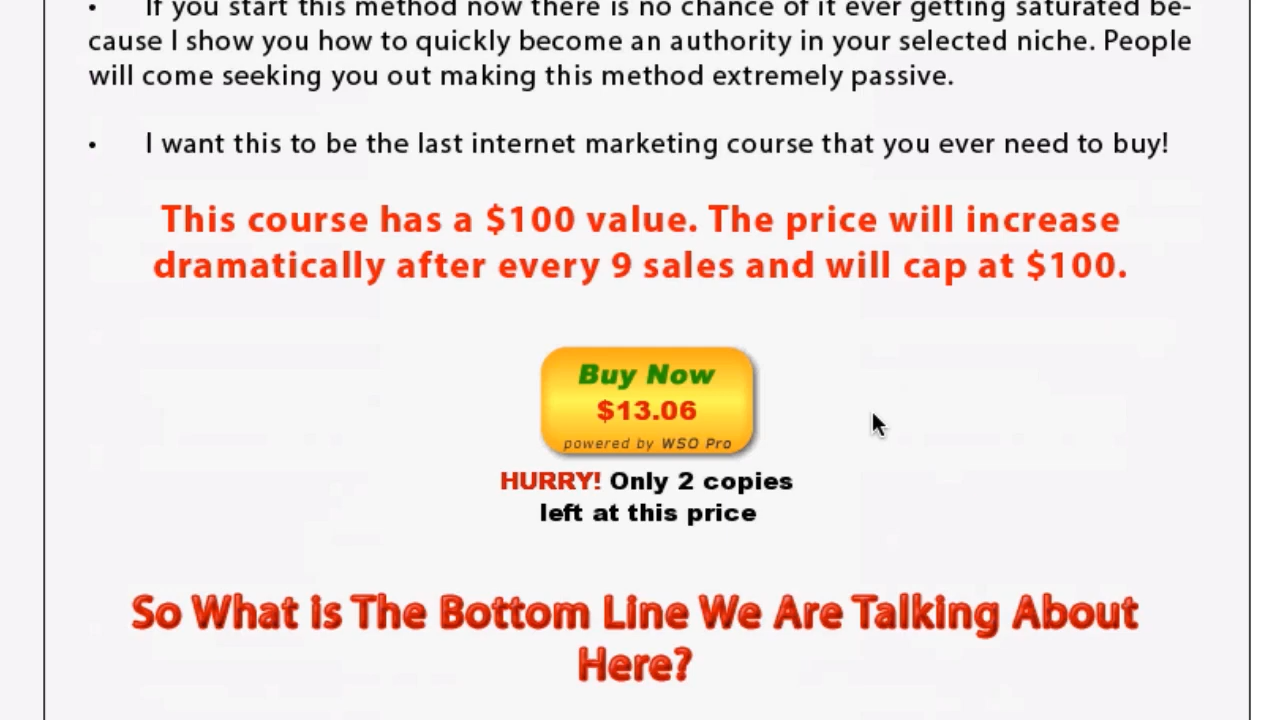 • If you start this method now there is no chance of it ever getting saturated be-
cause I show you how to quickly become an authority in your selected niche. People
will come seeking you out making this method extremely passive.
• I want this to be the last internet marketing course that you ever need to buy!
This course has a $100 value. The price will increase
dramatically after every 9 sales and will cap at $100.
Buy Now
$13.06
powered by WSO Pro
HURRY! Only 2 copies
left at this price
So What is The Bottom Line We Are Talking About
Here?